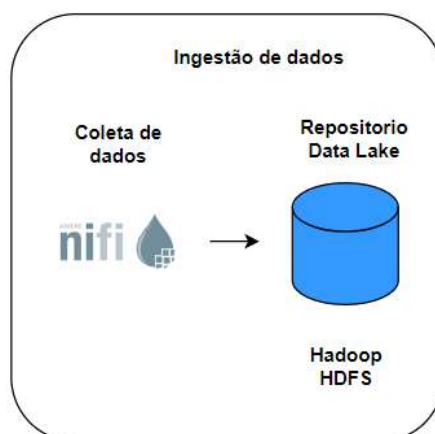 Ingestão de dados
Coleta de
dados
nifi
Repositorio
Data Lake
Hadoop
HDFS